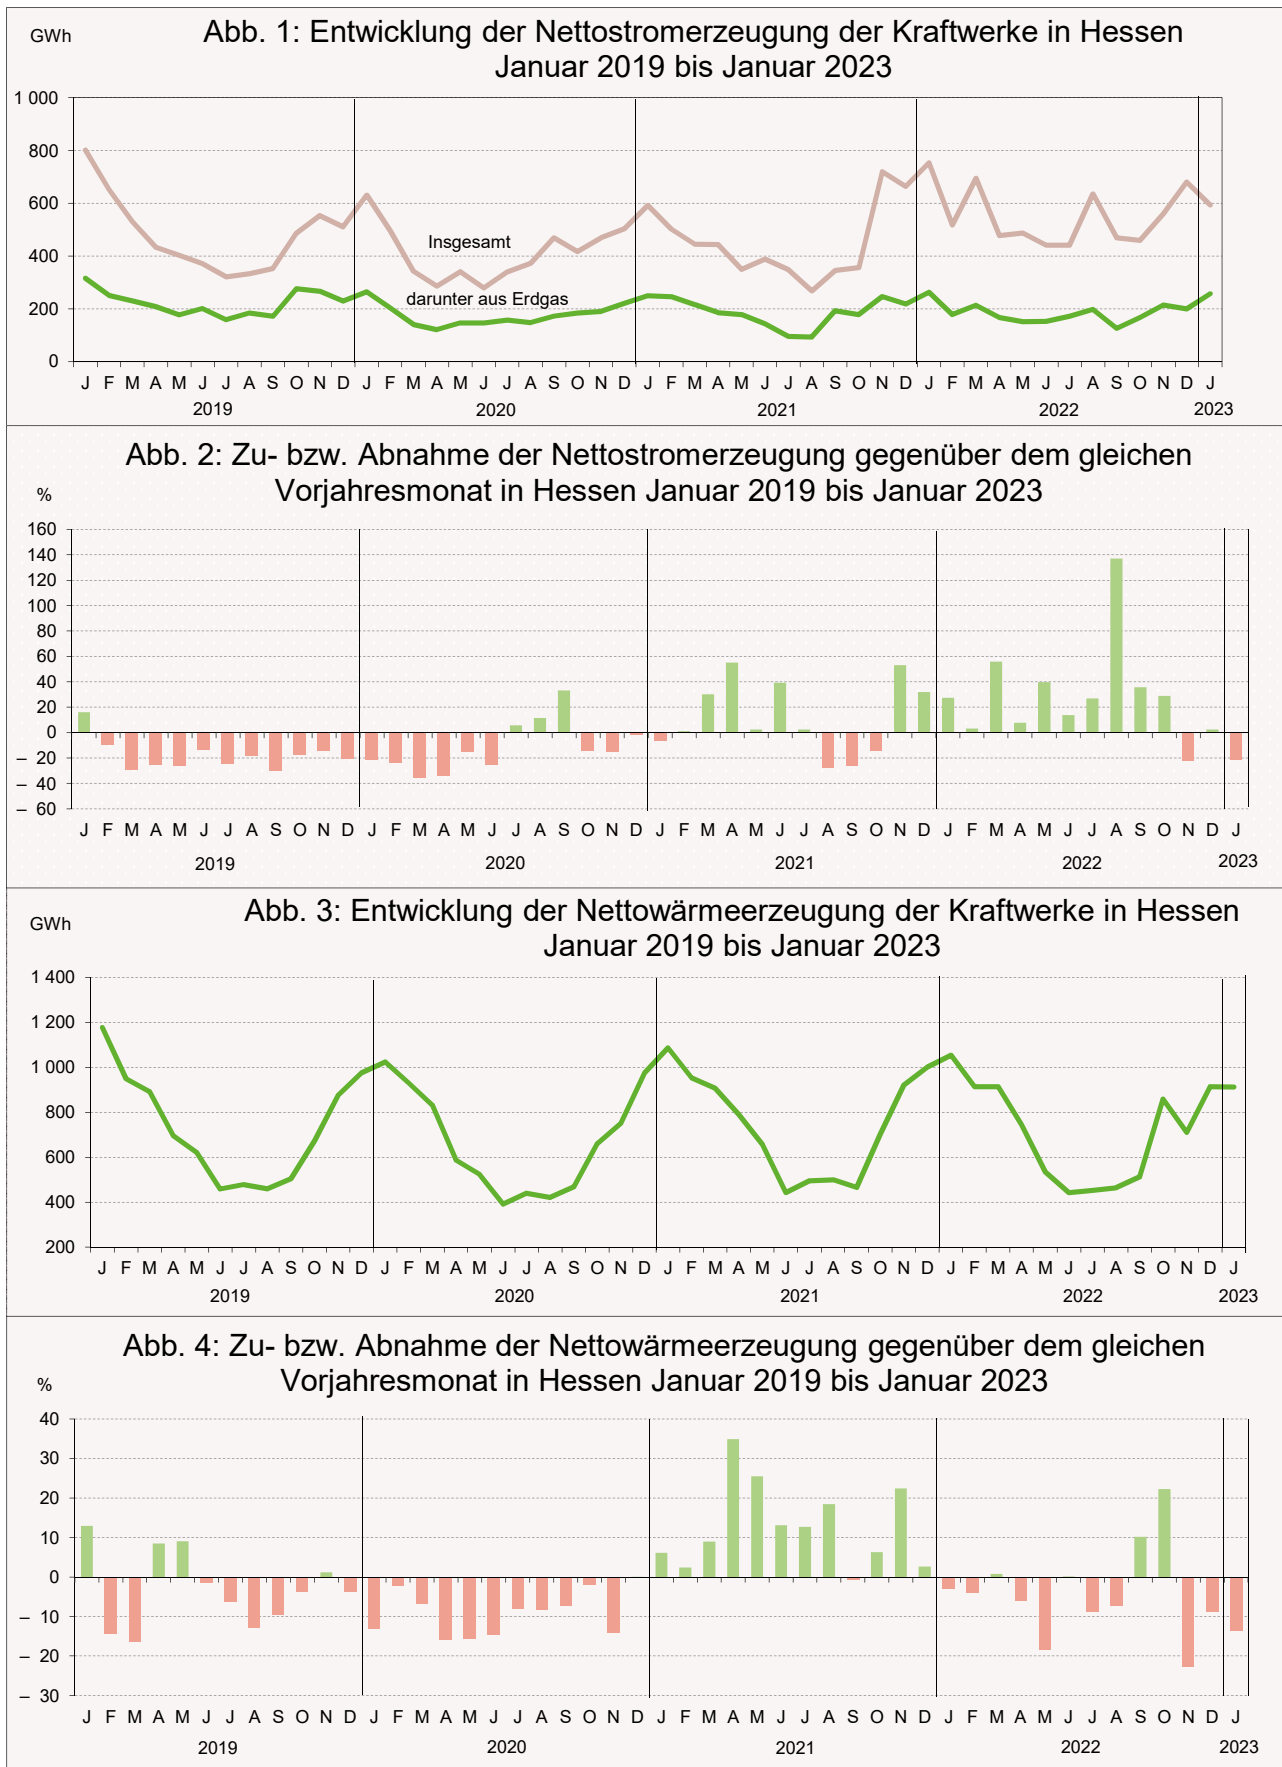 GWh
Abb. 1: Entwicklung der Nettostromerzeugung der Kraftwerke in Hessen
Januar 2019 bis Januar 2023
1 000
800
600
400
200
0
Insgesamt
darunter aus Erdgas
J F M A M J J A S O N D J F M A M J J A S O N D J F M A M J J A S O N D J F M A M J J A S O N D J
2019 2020 2021 2022 2023
Abb. 2: Zu- bzw. Abnahme der Nettostromerzeugung gegenüber dem gleichen
Vorjahresmonat in Hessen Januar 2019 bis Januar 2023
%
160
140
120
100
80
60
40
20
0
– 20
– 40
– 60
J F M A M J J A S O N D J F M A M J J A S O N D J F M A M J J A S O N D J F M A M J J A S O N D J
2019 2020 2021 2022 2023
GWh
Abb. 3: Entwicklung der Nettowärmeerzeugung der Kraftwerke in Hessen
Januar 2019 bis Januar 2023
1 400
1 200
1 000
800
600
400
200
J F M A M J J A S O N D J F M A M J J A S O N D J F M A M J J A S O N D J F M A M J J A S O N D J
2019 2020 2021 2022 2023
Abb. 4: Zu- bzw. Abnahme der Nettowärmeerzeugung gegenüber dem gleichen
Vorjahresmonat in Hessen Januar 2019 bis Januar 2023
%
40
30
20
10
0
– 10
– 20
– 30
J F M A M J J A S O N D J F M A M J J A S O N D J F M A M J J A S O N D J F M A M J J A S O N D J
2019 2020 2021 2022 2023